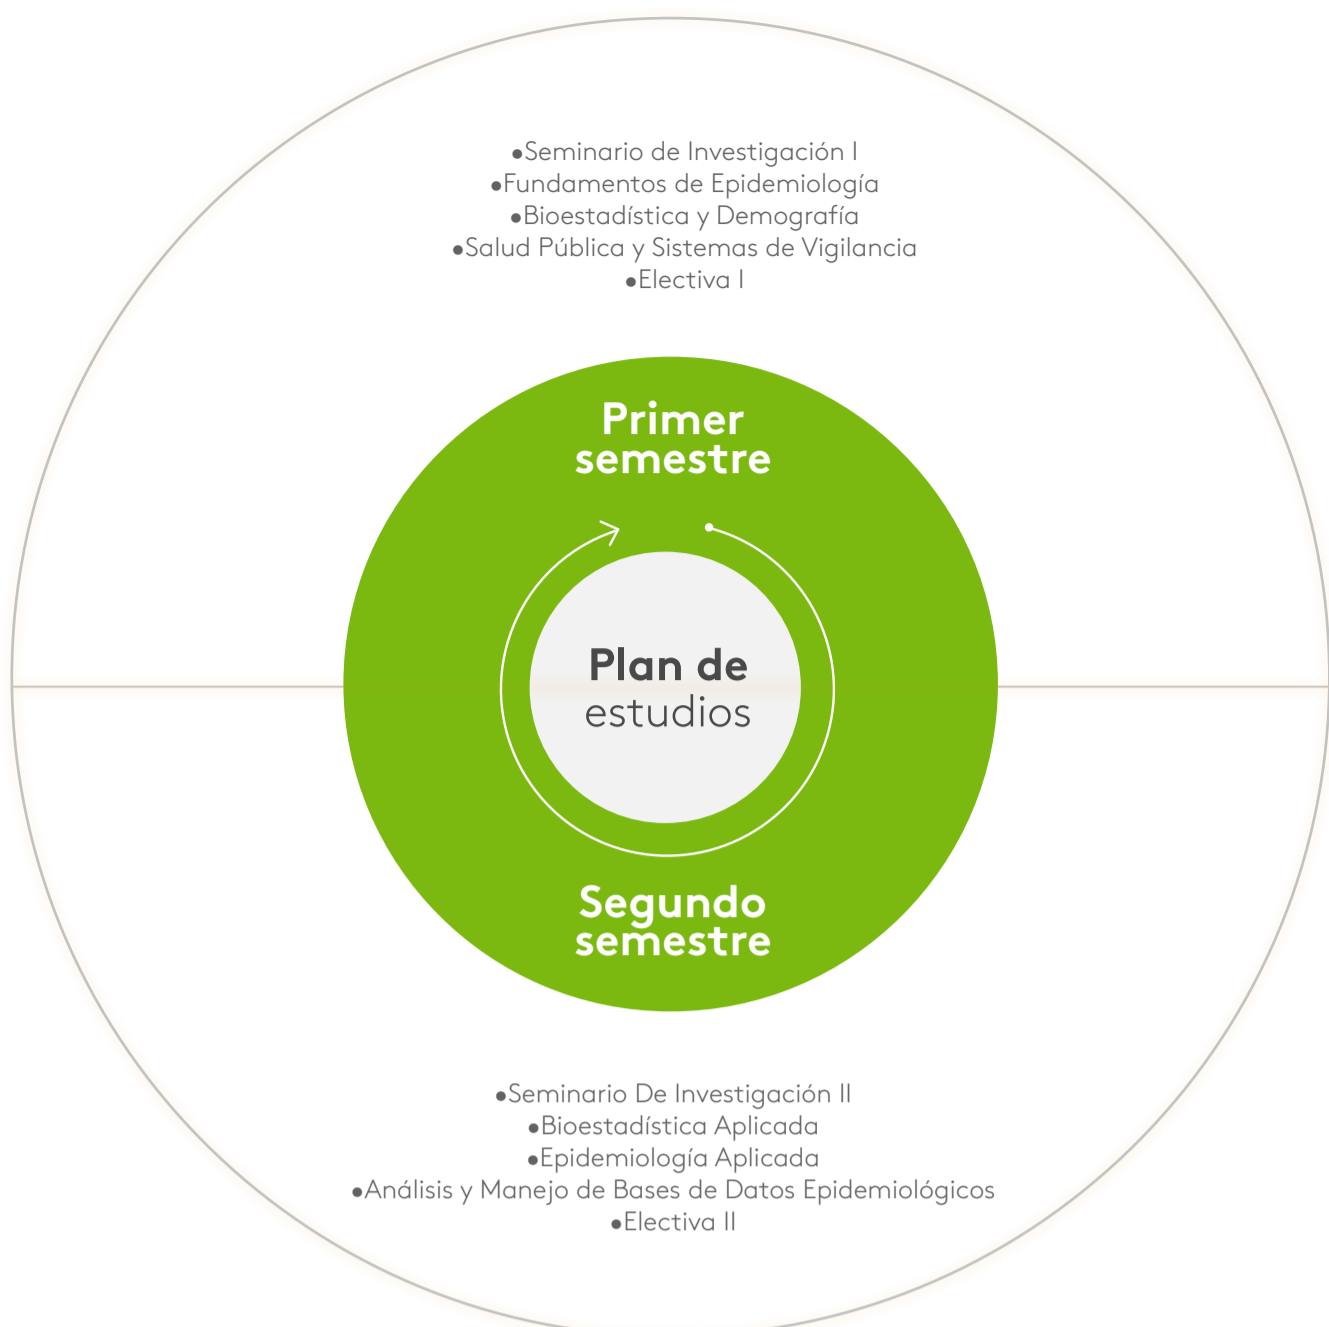 •Seminario de Investigación I
•Fundamentos de Epidemiología
•Bioestadística y Demografía
•Salud Pública y Sistemas de Vigilancia
•Electiva I
Primer
semestre
Plan de
estudios
Segundo
semestre
•Seminario De Investigación II
•Bioestadística Aplicada
•Epidemiología Aplicada
•Análisis y Manejo de Bases de Datos Epidemiológicos
•Electiva II